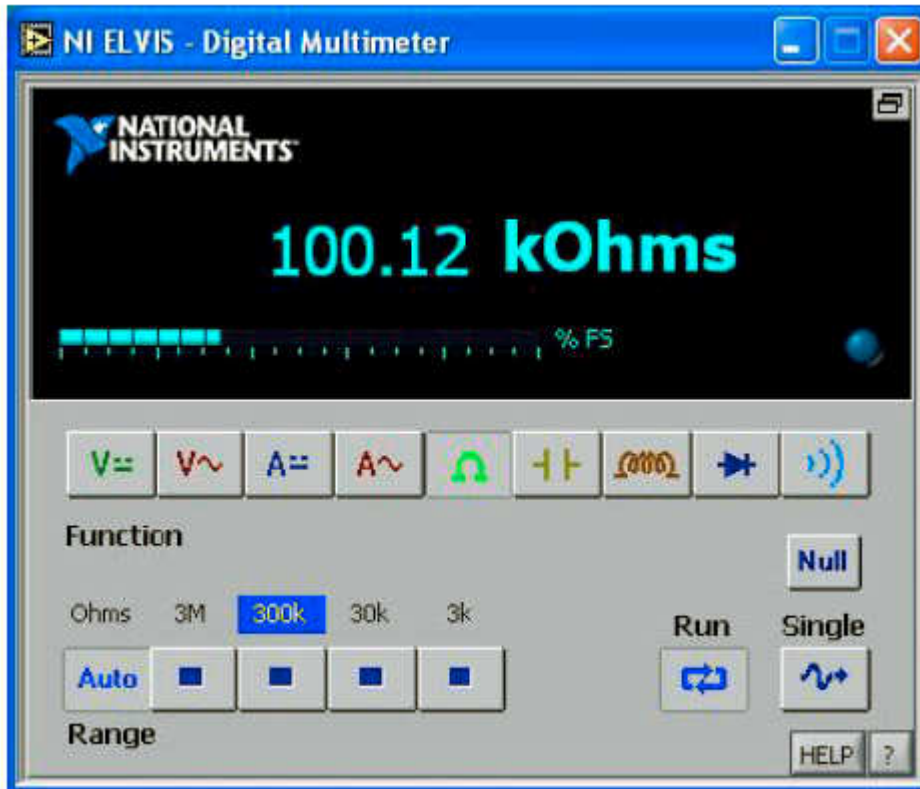 NI ELVIS - Digital Multimeter
NATIONAL
INSTRUMENTS
100.12 kOhms
% FS
V V A A Ω
Function
Null
Ohms 3M 300k 30k 3k
Run Single
Auto
Range
HELP ?